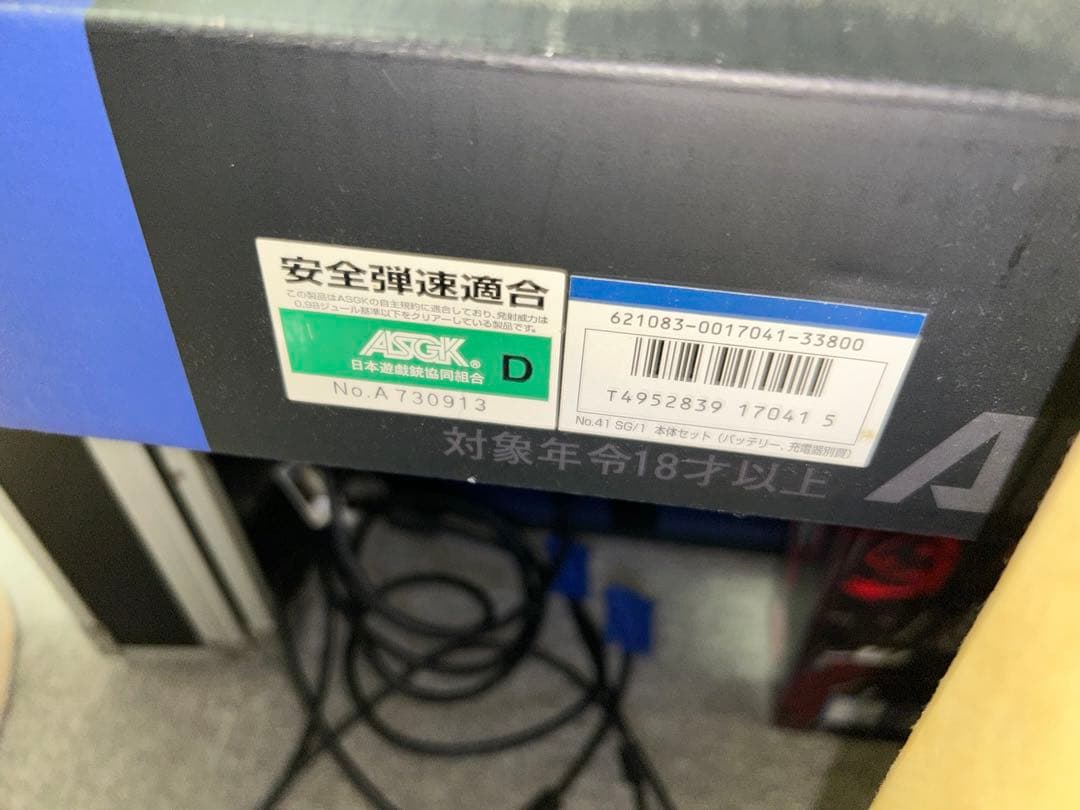 安全弾速適合
この製品はASGKの自主規約に適合しており、発射威力は
0.98ジュール基準以下をクリアーしている製品です。
ASGK®
日本遊戯銃協同組合
D
No.A 730913
621083-0017041-33800
T4952839 17041 5
No.41 SG/1 本体セット（バッテリー、充電器別買）
対象年令18才以上